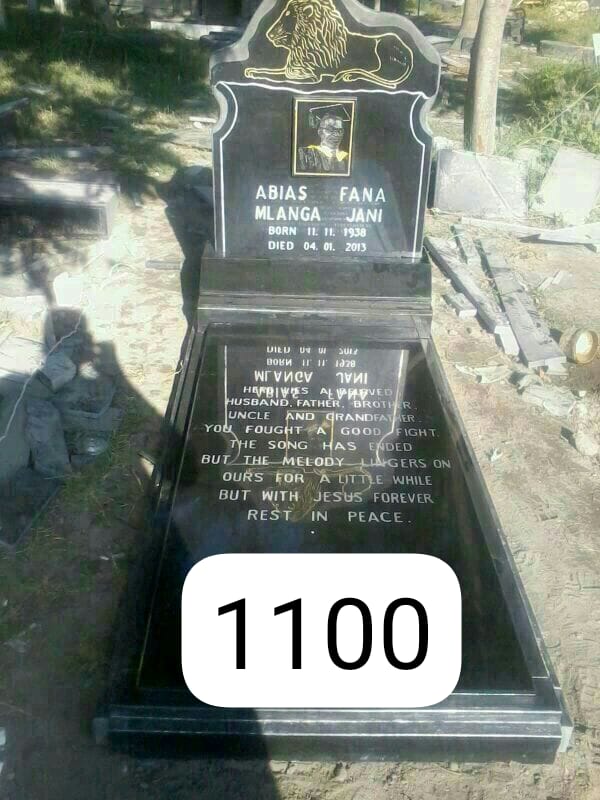 ABIAS FANA
MLANGA JANI
BORN 11. 11. 1938
DIED 04. 01. 2013
HERE LIES A BELOVED
HUSBAND, FATHER, BROTHER,
UNCLE AND GRANDFATHER.
YOU FOUGHT A GOOD FIGHT.
THE SONG HAS ENDED
BUT THE MELODY LINGERS ON
OURS FOR A LITTLE WHILE
BUT WITH JESUS FOREVER
REST IN PEACE.
1100